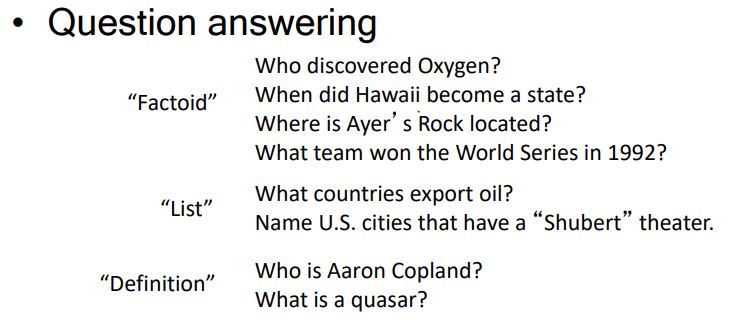 • Question answering
Who discovered Oxygen?
“Factoid” When did Hawaii become a state?
Where is Ayer’s Rock located?
What team won the World Series in 1992?
“List” What countries export oil?
Name U.S. cities that have a “Shubert” theater.
“Definition” Who is Aaron Copland?
What is a quasar?